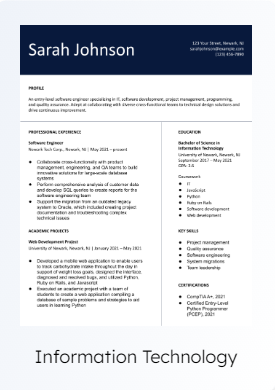 Sarah Johnson
123 Street, Newark, NJ
sarahjohnson@example.com
(123) 456-7890
PROFILE
An entry-level software engineer specializing in IT, software development, project management, programming,
and quality assurance. Adept at collaborating with diverse cross-functional teams to technical design solutions and
drive continuous improvement.
PROFESSIONAL EXPERIENCE
Software Engineer
Newark Tech Corp., Newark, NJ | May 2021 – present
● Collaborate cross-functionally with product
management, engineering, and QA teams to build
innovative solutions for large-scale database
systems
● Perform comprehensive analysis of customer data
and develop SQL queries to create reports for the
software engineering team
● Support the migration from an outdated legacy
system to Oracle, which included creating project
documentation and troubleshooting complex
technical issues
ACADEMIC PROJECTS
Web Development Project
University of Newark, Newark, NJ | January 2021 – May 2021
● Developed a mobile web application to enable users
to track carbohydrate intake throughout the day in
support of weight loss goals, designed the interface,
diagnosed and resolved bugs, and utilized Python,
Ruby on Rails, and JavaScript
● Executed an academic project with a team of
students to create a web application compiling a
database of sample problems and strategies to aid
users in learning Python
EDUCATION
Bachelor of Science in
Information Technology
University of Newark, Newark, NJ
September 2017 – May 2021
Coursework
● IT
● JavaScript
● Python
● Ruby on Rails
● Software development
● Web development
KEY SKILLS
● Project management
● Quality assurance
● Software engineering
● System migrations
● Team leadership
CERTIFICATIONS
● CompTIA A+, 2021
● Certified Entry-Level
Python Programmer
(PCEP), 2021
Information Technology